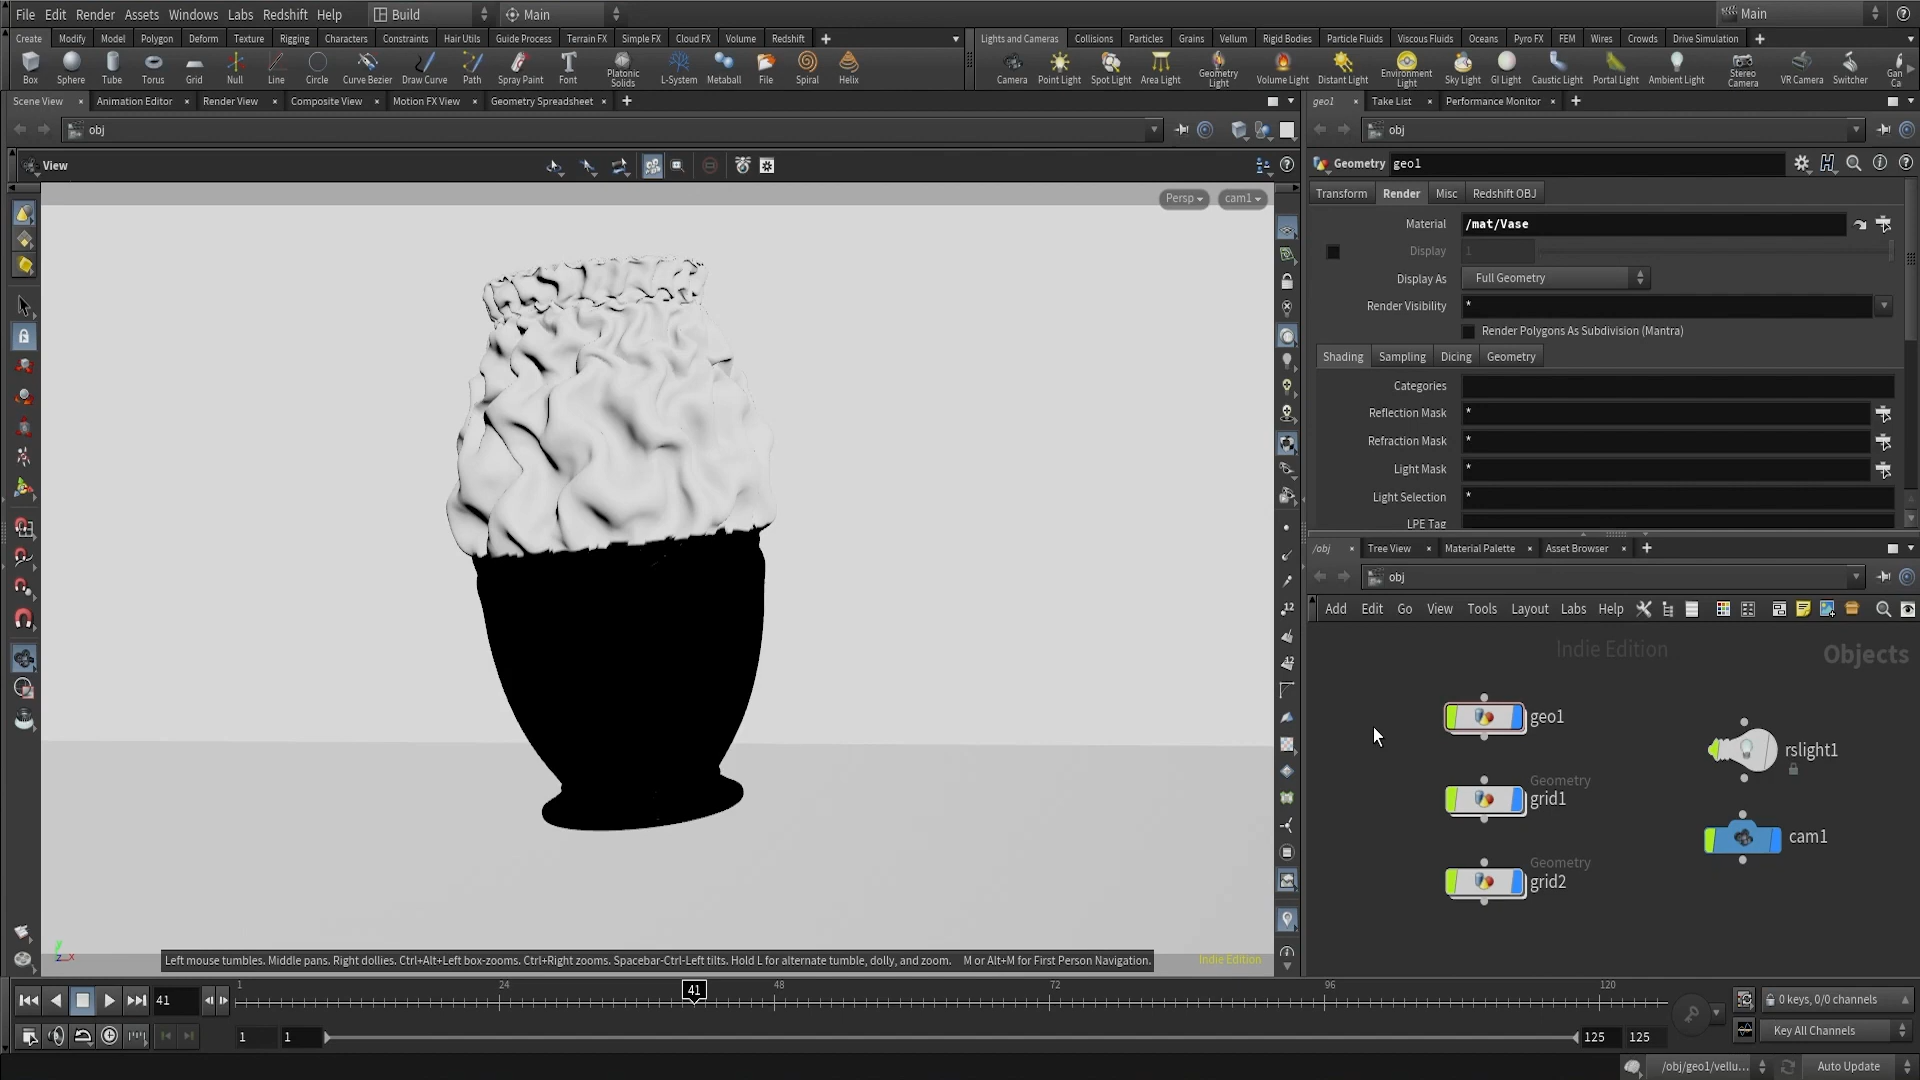 File Edit Render Assets Windows Labs Redshift Help Build Main Main
Create Modify Model Polygon Deform Texture Rigging Characters Constraints Hair Utils Guide Process Terrain FX Simple FX Cloud FX Volume Redshift
Lights and Cameras Collisions Particles Grains Vellum Rigid Bodies Particle Fluids Viscous Fluids Oceans Pyro FX FEM Wires Crowds Drive Simulation
Box Sphere Tube Torus Grid Null Line Circle Curve Bezier Draw Curve Path Spray Paint Font Platonic Solids L-System Metaball File Spiral Helix
Camera Point Light Spot Light Area Light Geometry Light Volume Light Distant Light Environment Light Sky Light GI Light Caustic Light Portal Light Ambient Light Stereo Camera VR Camera Switcher
Scene View Animation Editor Render View Composite View Motion FX View Geometry Spreadsheet
geo1 Take List Performance Monitor
obj
obj
View
Geometry geo1
Persp cam1
Transform Render Misc Redshift OBJ
Material /mat/Vase
Display 1
Display As Full Geometry
Render Visibility *
Render Polygons As Subdivision (Mantra)
Shading Sampling Dicing Geometry
Categories
Reflection Mask *
Refraction Mask *
Light Mask *
Light Selection *
LPE Tag
/obj Tree View Material Palette Asset Browser
obj
Add Edit Go View Tools Layout Labs Help
Indie Edition
Objects
geo1
rslight1
Geometry
grid1
cam1
Geometry
grid2
Left mouse tumbles. Middle pans. Right dollies. Ctrl+Alt+Left box-zooms. Ctrl+Right zooms. Spacebar-Ctrl-Left tilts. Hold L for alternate tumble, dolly, and zoom. M or Alt+M for First Person Navigation.
Indie Edition
41
1 24 41 48 72 96 120
0 keys, 0/0 channels
1 1 125 125
Key All Channels
/obj/geo1/vellu... Auto Update